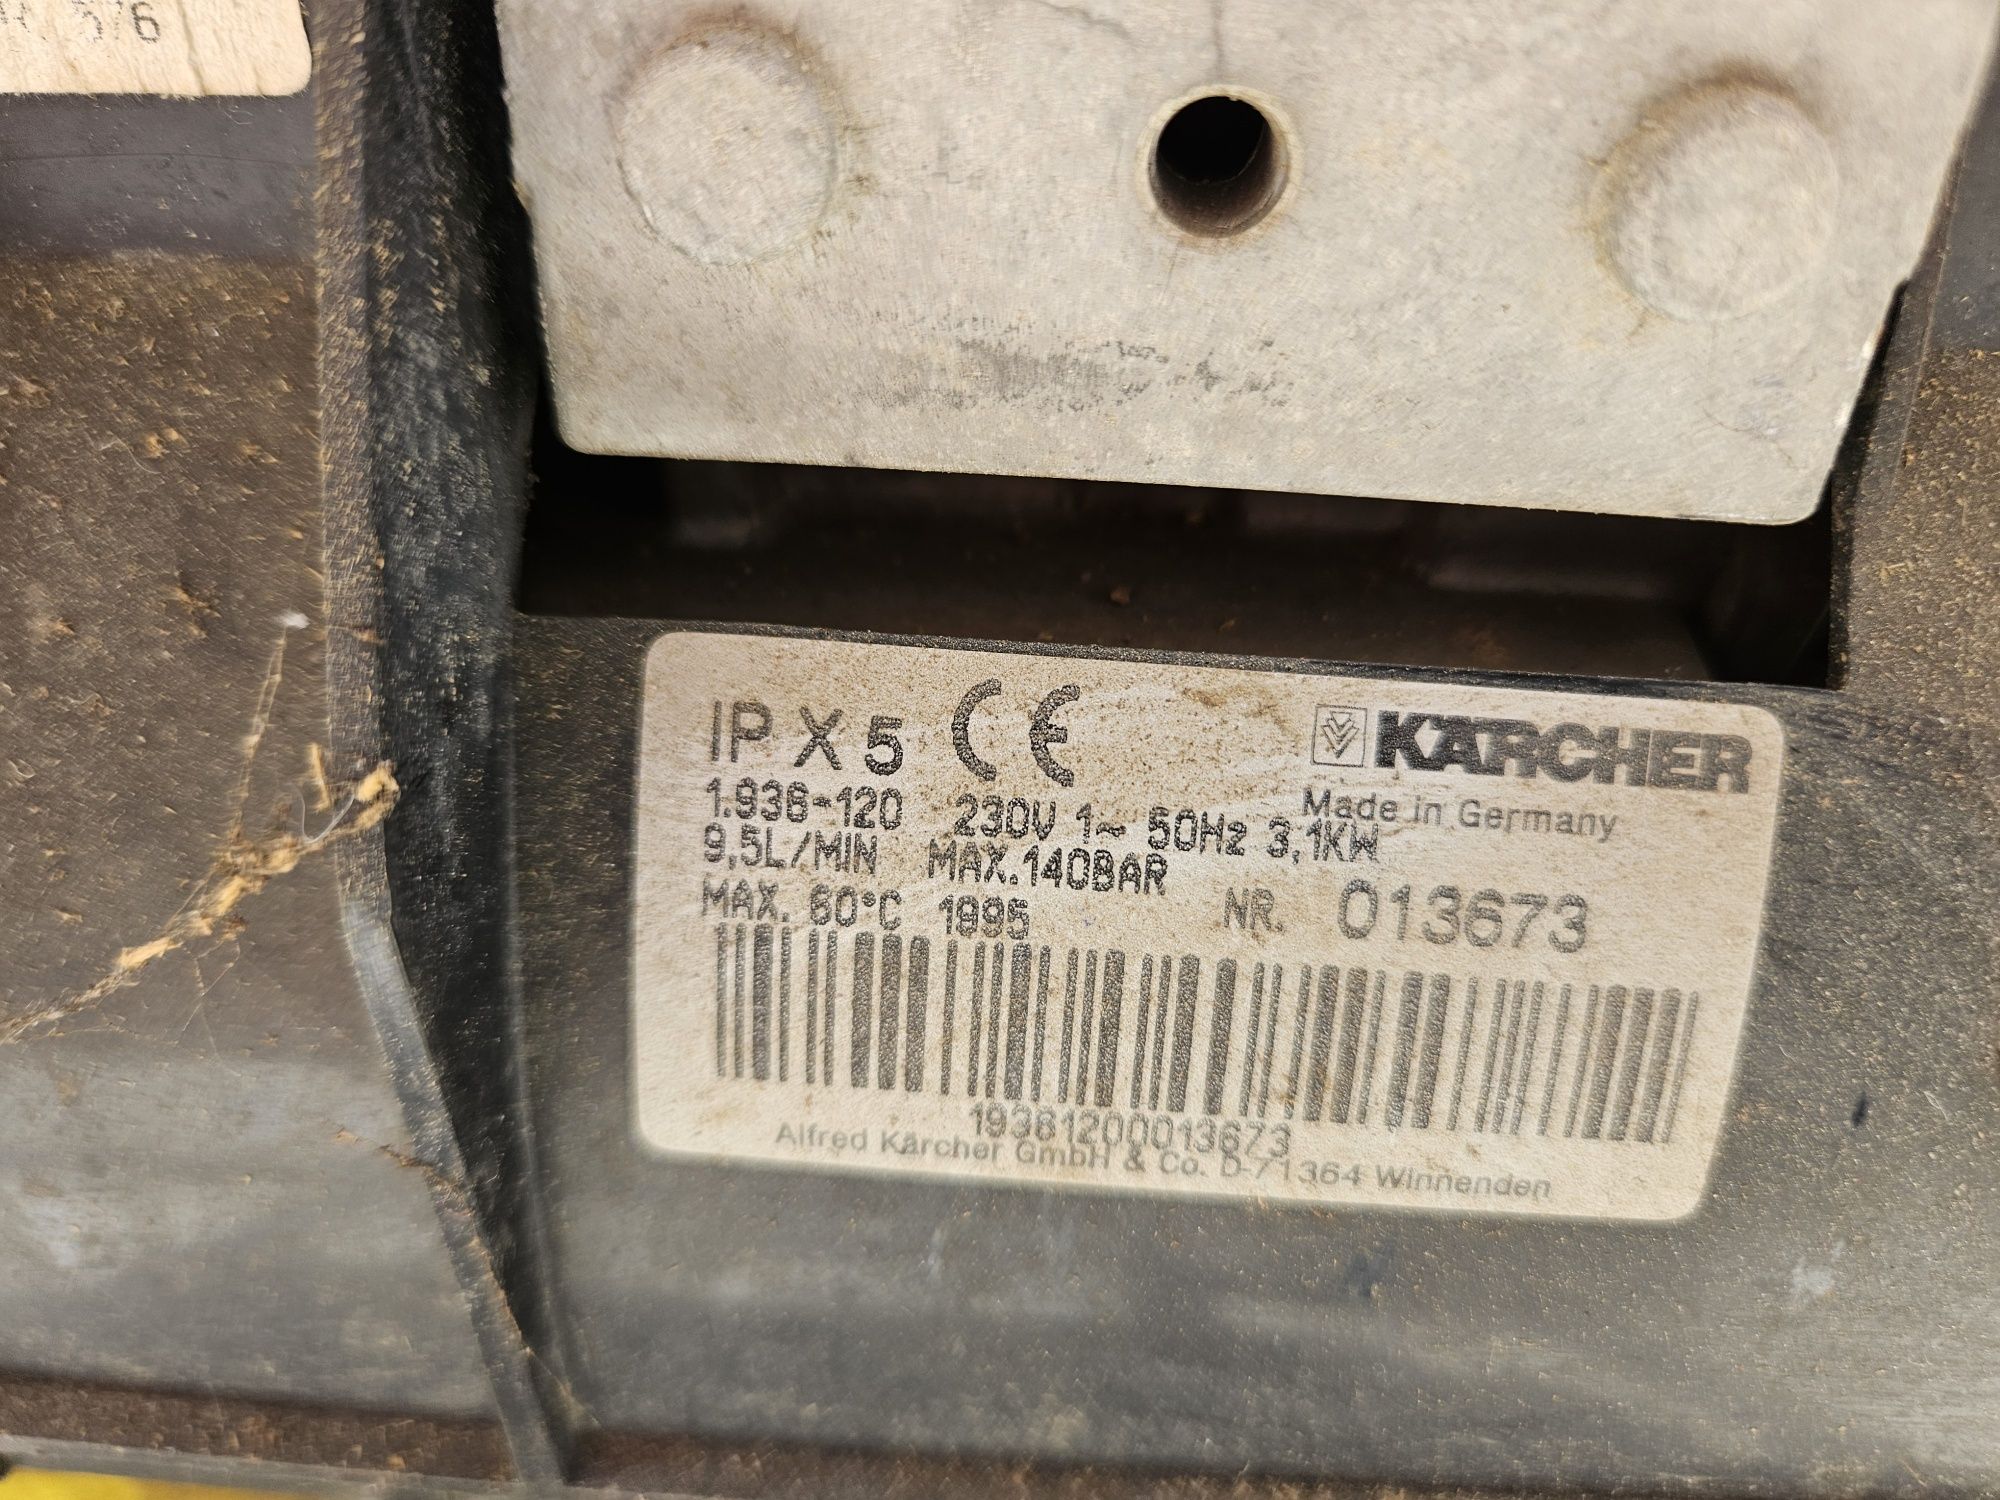 576
IP X 5 CE KÄRCHER
Made in Germany
1.936-120 230V 1~ 50Hz 3,1KW
9,5L/MIN MAX.140BAR
MAX. 60°C 1995 NR. 013673
19361200013673
Alfred Kärcher GmbH & Co. D-71364 Winnenden